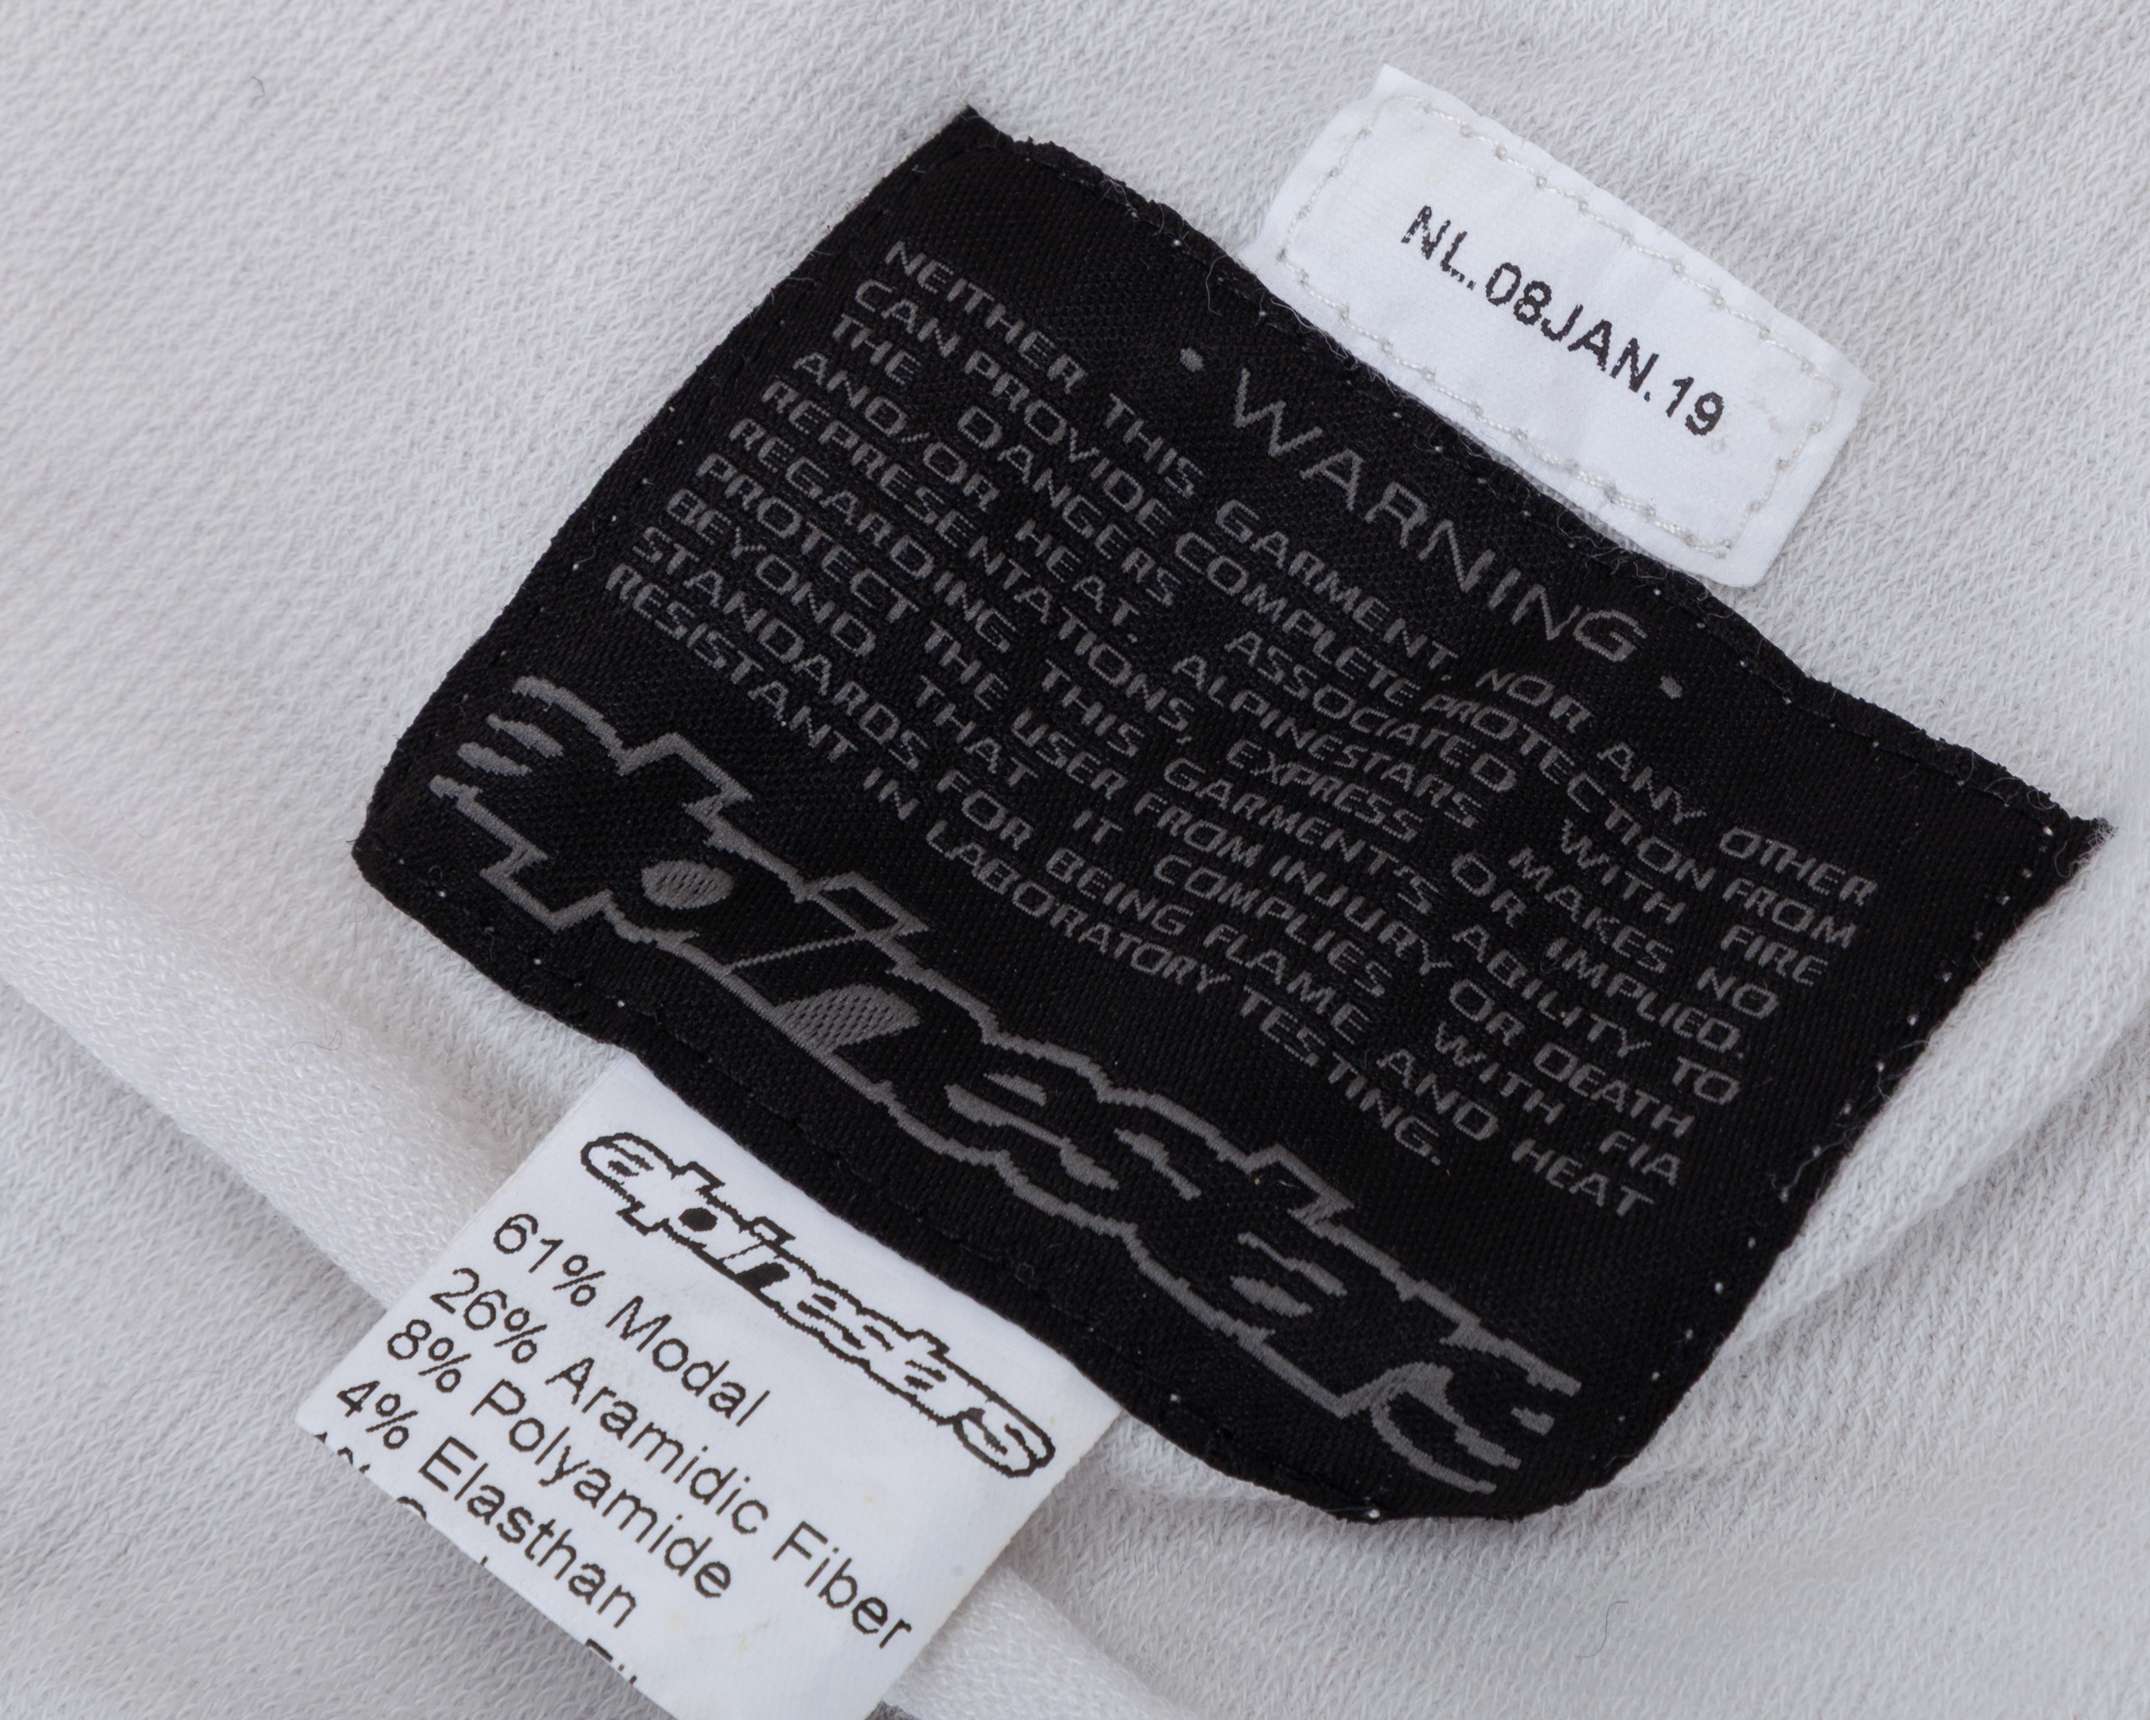 NL.08JAN.19
• WARNING •
NEITHER THIS GARMENT, NOR ANY OTHER
CAN PROVIDE COMPLETE PROTECTION FROM
THE DANGERS ASSOCIATED WITH FIRE
AND/OR HEAT. ALPINESTARS MAKES NO
REPRESENTATIONS, EXPRESS OR IMPLIED.
REGARDING THIS GARMENT'S ABILITY TO
PROTECT THE USER FROM INJURY OR DEATH
BEYOND THAT IT COMPLIES WITH FIA
STANDARDS FOR BEING FLAME AND HEAT
RESISTANT IN LABORATORY TESTING.
alpinestars
alpinestars
61% Modal
26% Aramidic Fiber
8% Polyamide
4% Elasthan